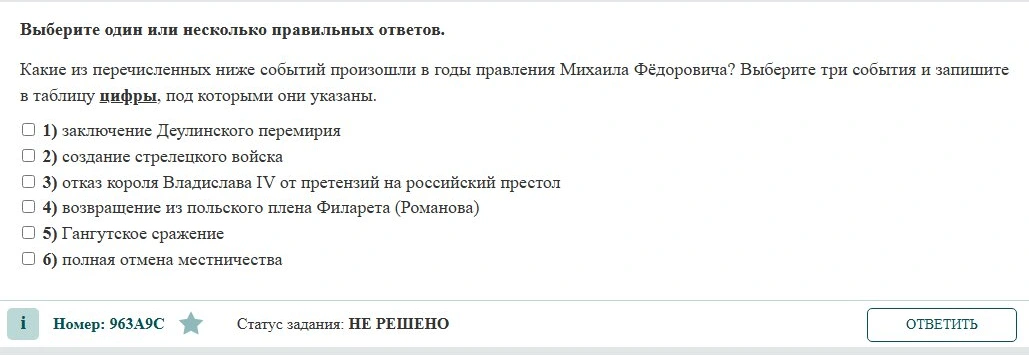 Выберите один или несколько правильных ответов.
Какие из перечисленных ниже событий произошли в годы правления Михаила Фёдоровича? Выберите три события и запишите
в таблицу цифры, под которыми они указаны.
1) заключение Деулинского перемирия
2) создание стрелецкого войска
3) отказ короля Владислава IV от претензий на российский престол
4) возвращение из польского плена Филарета (Романова)
5) Гангутское сражение
6) полная отмена местничества
i Номер: 963A9C Статус задания: НЕ РЕШЕНО ОТВЕТИТЬ